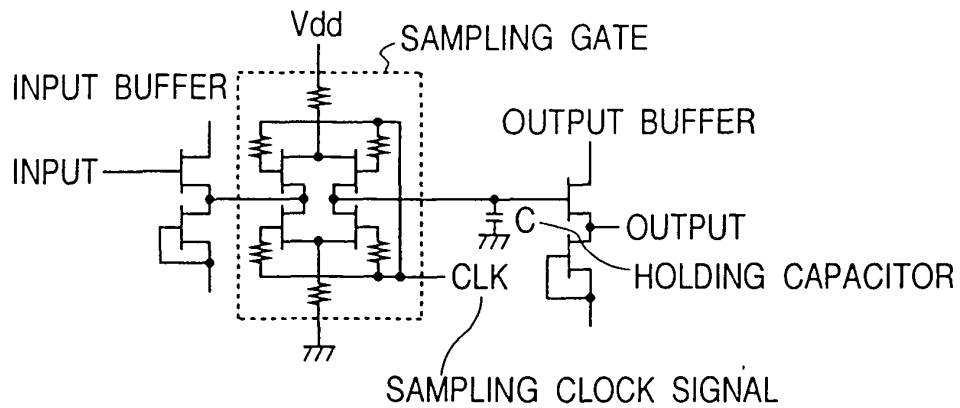 Vdd
SAMPLING GATE
INPUT BUFFER
OUTPUT BUFFER
INPUT
C
OUTPUT
CLK
HOLDING CAPACITOR
SAMPLING CLOCK SIGNAL